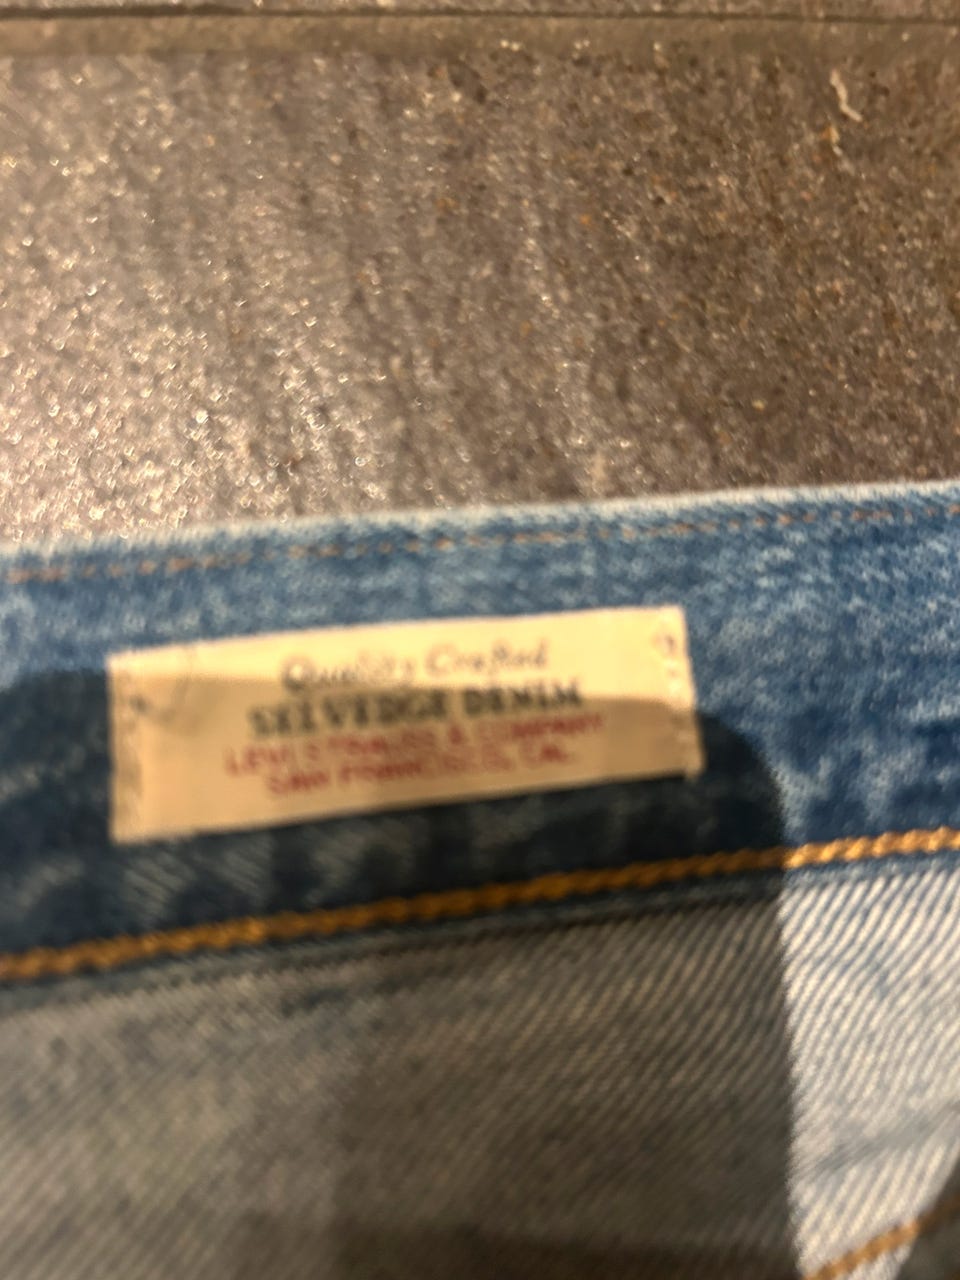 Quality Crafted
SELVEDGE DENIM
LEVI STRAUSS & COMPANY
SAN FRANCISCO, CAL.